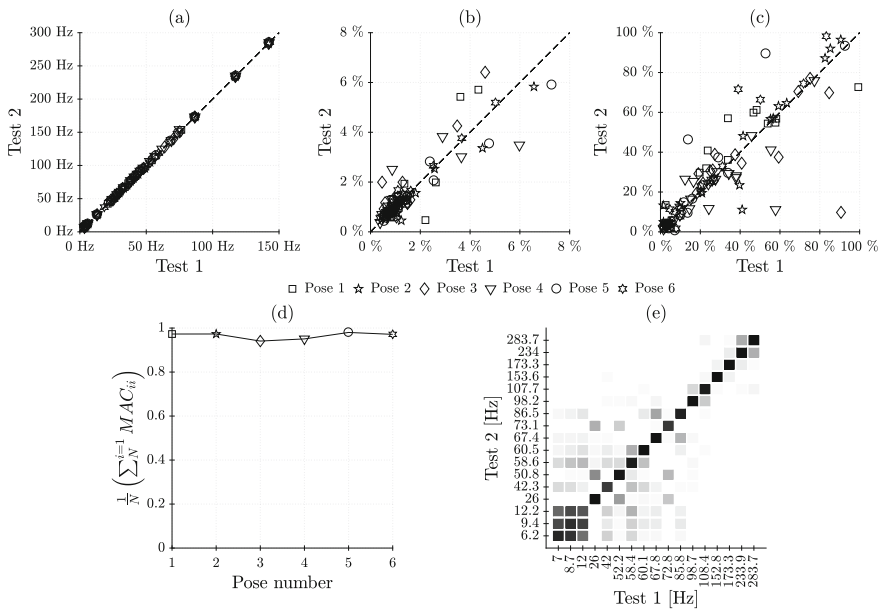 (a)
300 Hz
250 Hz
200 Hz
150 Hz
100 Hz
50 Hz
0 Hz
0 Hz 50 Hz 100 Hz 150 Hz
Test 2
Test 1
(b)
8 %
6 %
4 %
2 %
0 %
0 % 2 % 4 % 6 % 8 %
Test 2
Test 1
(c)
100 %
80 %
60 %
40 %
20 %
0 %
0 % 20 % 40 % 60 % 80 % 100 %
Test 2
Test 1
Pose 1 Pose 2 Pose 3 Pose 4 Pose 5 Pose 6
(d)
1
0.8
0.6
0.4
0.2
0
1 2 3 4 5 6
1/N (∑_N^{i=1} MAC_{ii})
Pose number
(e)
283.7
234
173.3
153.6
107.7
98.2
86.5
73.1
67.4
60.5
58.6
50.8
42.3
26
12.2
9.4
6.2
Test 2 [Hz]
7 8.7 12 26 42 52.2 58.4 60.1 67.8 72.8 85.8 98.7 108.4 152.8 173.3 233.9 283.7
Test 1 [Hz]